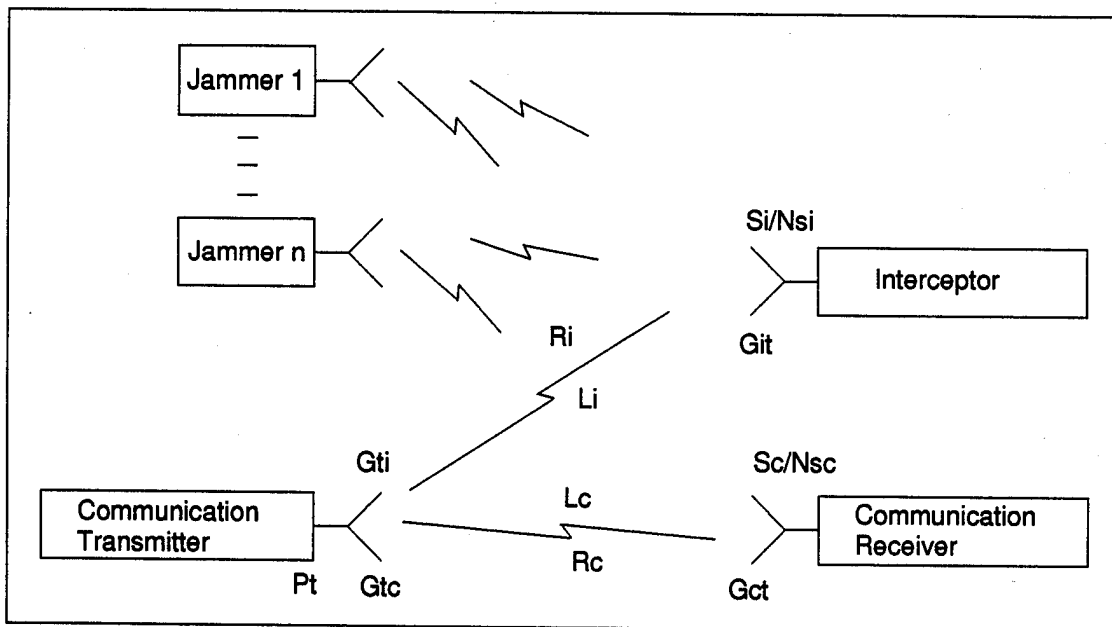 Jammer 1
Jammer n
Si/Nsi
Interceptor
Ri
Git
Li
Gti
Sc/Nsc
Communication
Transmitter
Lc
Communication
Receiver
Rc
Pt
Gtc
Gct